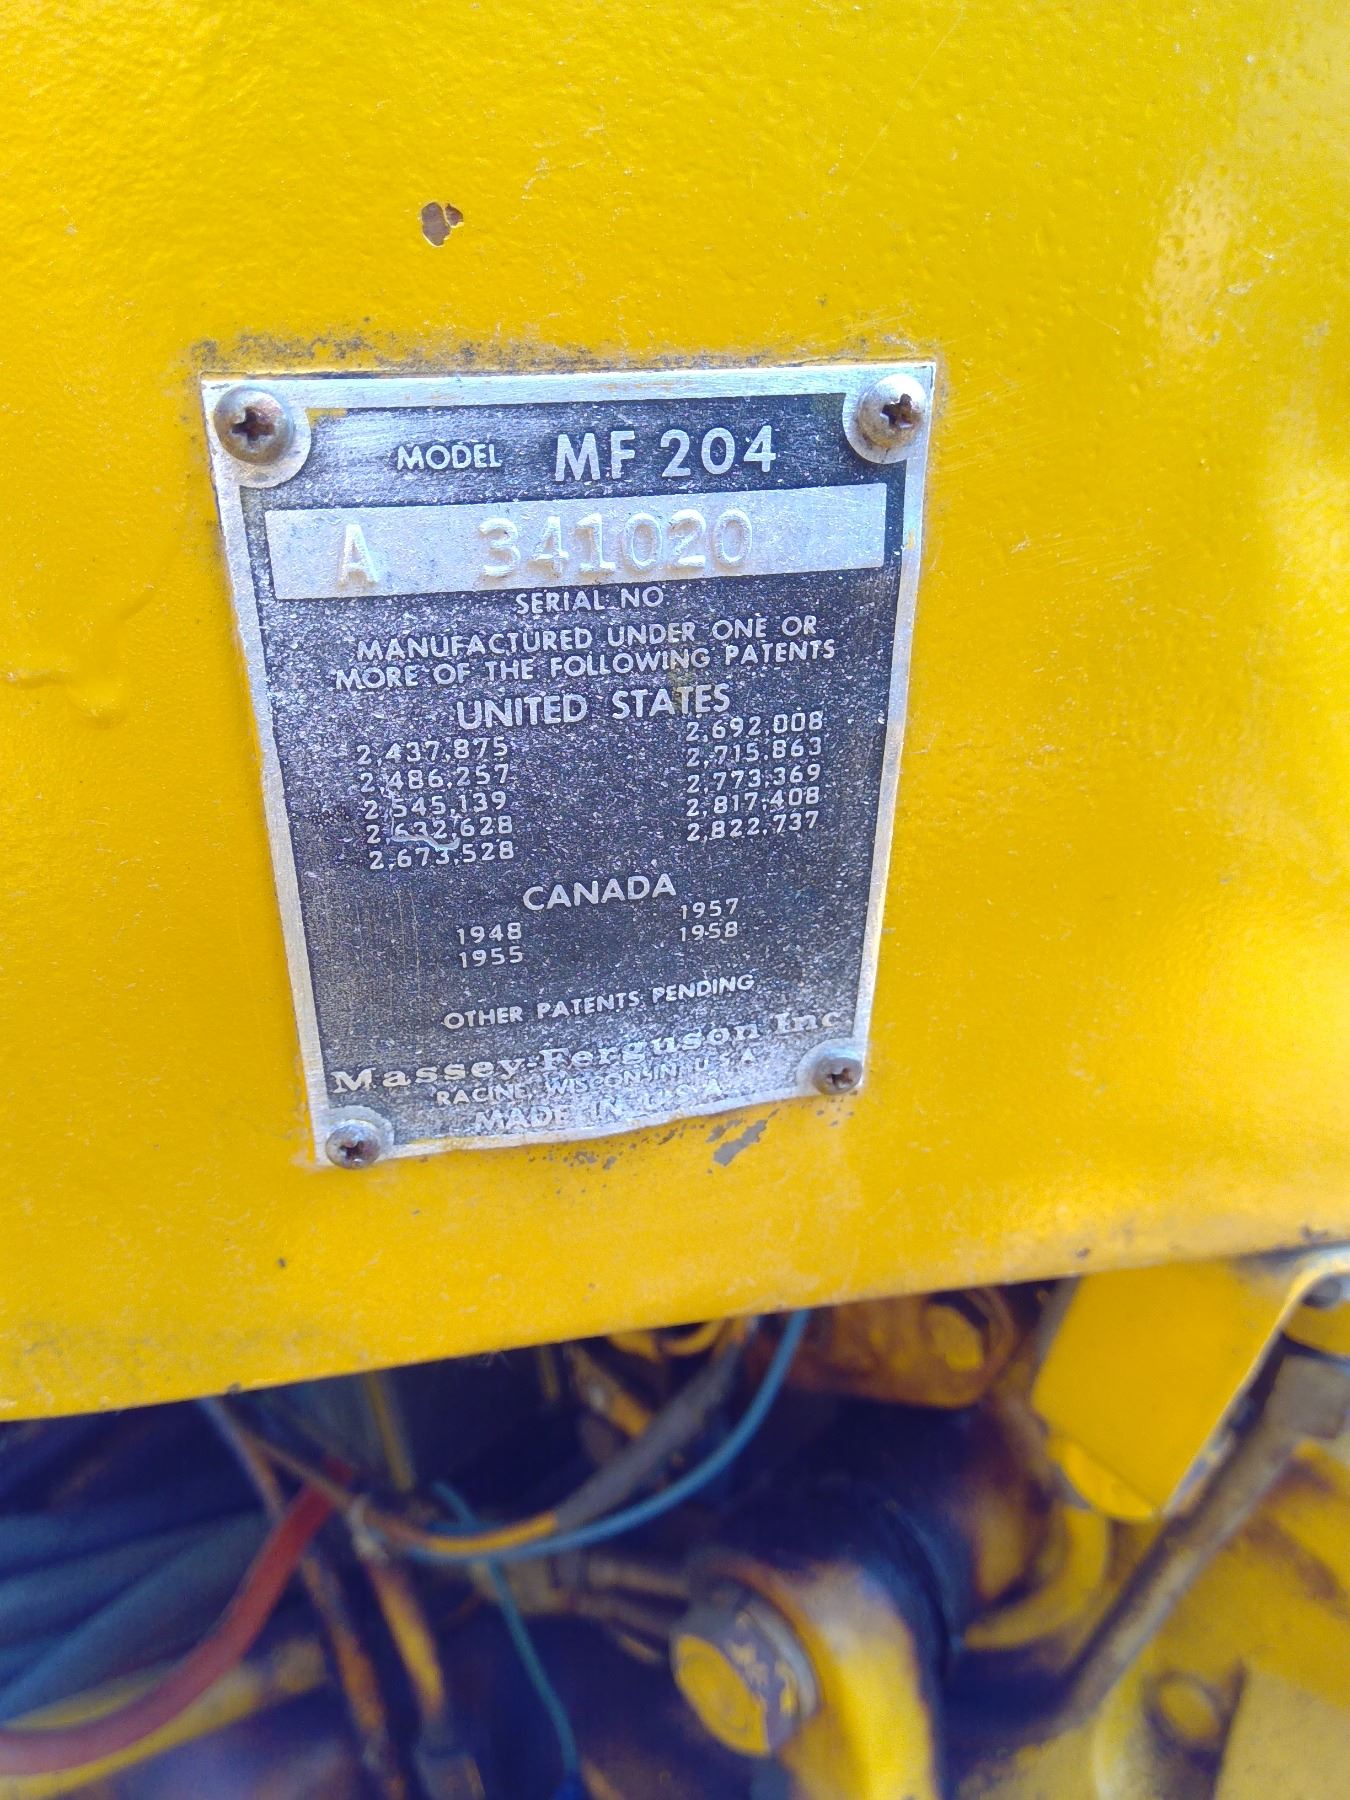 MODEL MF 204
A 341020
SERIAL NO
MANUFACTURED UNDER ONE OR
MORE OF THE FOLLOWING PATENTS
UNITED STATES
2,437,875 2,692,008
2,486,257 2,715,863
2,545,139 2,773,369
2,632,628 2,817,408
2,673,528 2,822,737
CANADA
1948 1957
1955 1958
OTHER PATENTS PENDING
Massey-Ferguson Inc
RACINE, WISCONSIN, U.S.A.
MADE IN U.S.A.